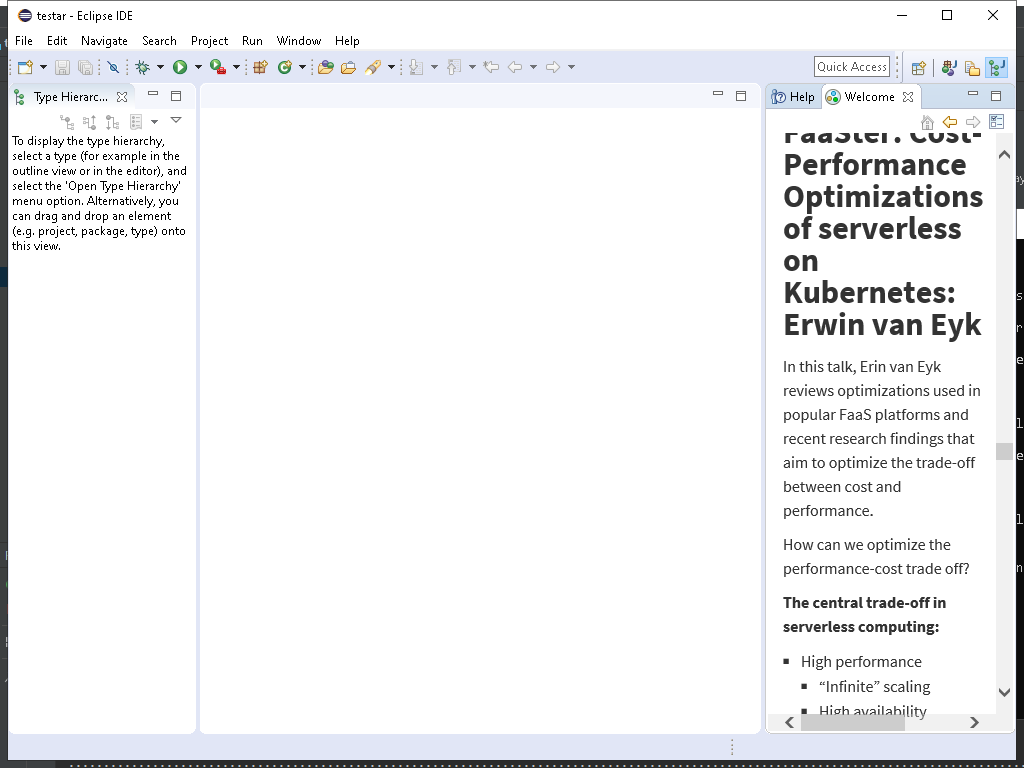 testar - Eclipse IDE
File Edit Navigate Search Project Run Window Help
Quick Access
Type Hierarc...
Help Welcome
To display the type hierarchy,
select a type (for example in the
outline view or in the editor), and
select the 'Open Type Hierarchy'
menu option. Alternatively, you
can drag and drop an element
(e.g. project, package, type) onto
this view.
FaaSter: Cost-
Performance
Optimizations
of serverless
on
Kubernetes:
Erwin van Eyk
In this talk, Erin van Eyk
reviews optimizations used in
popular FaaS platforms and
recent research findings that
aim to optimize the trade-off
between cost and
performance.
How can we optimize the
performance-cost trade off?
The central trade-off in
serverless computing:
▪ High performance
▪ “Infinite” scaling
▪ High availability